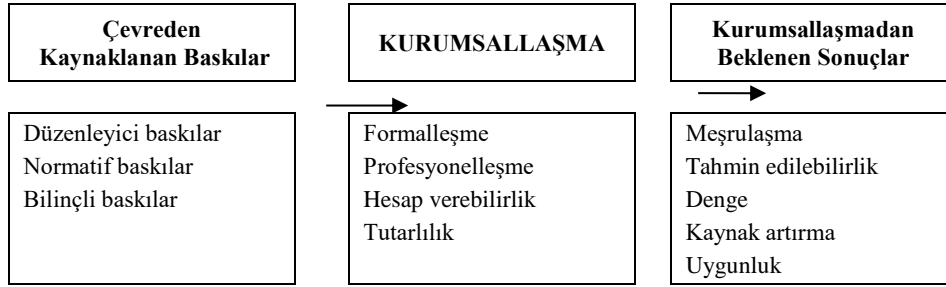 Çevreden
Kaynaklanan Baskılar
KURUMSALLAŞMA
Kurumsallaşmadan
Beklenen Sonuçlar
Düzenleyici baskılar
Normatif baskılar
Bilinçli baskılar
Formalleşme
Profesyonelleşme
Hesap verebilirlik
Tutarlılık
Meşrulaşma
Tahmin edilebilirlik
Denge
Kaynak artırma
Uygunluk